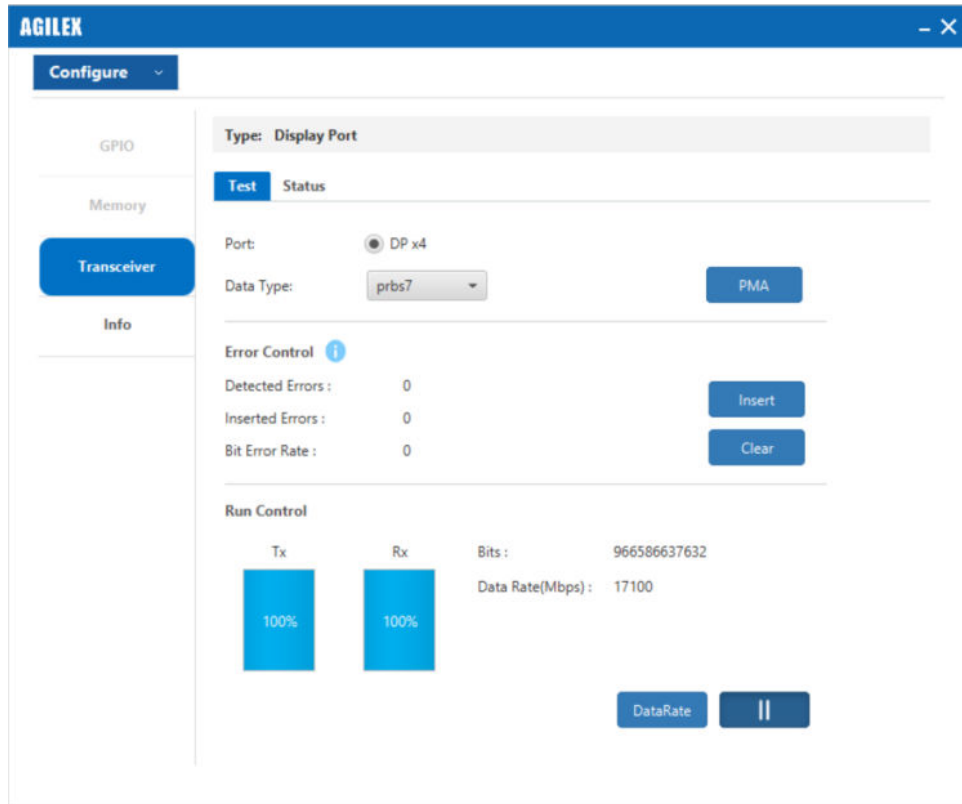 AGILEX
Configure
GPIO
Memory
Transceiver
Info
Type: Display Port
Test Status
Port: DP x4
Data Type: prbs7 PMA
Error Control
Detected Errors : 0
Insert
Inserted Errors : 0
Bit Error Rate : 0 Clear
Run Control
Tx Rx Bits : 966586637632
Data Rate(Mbps) : 17100
100% 100%
DataRate